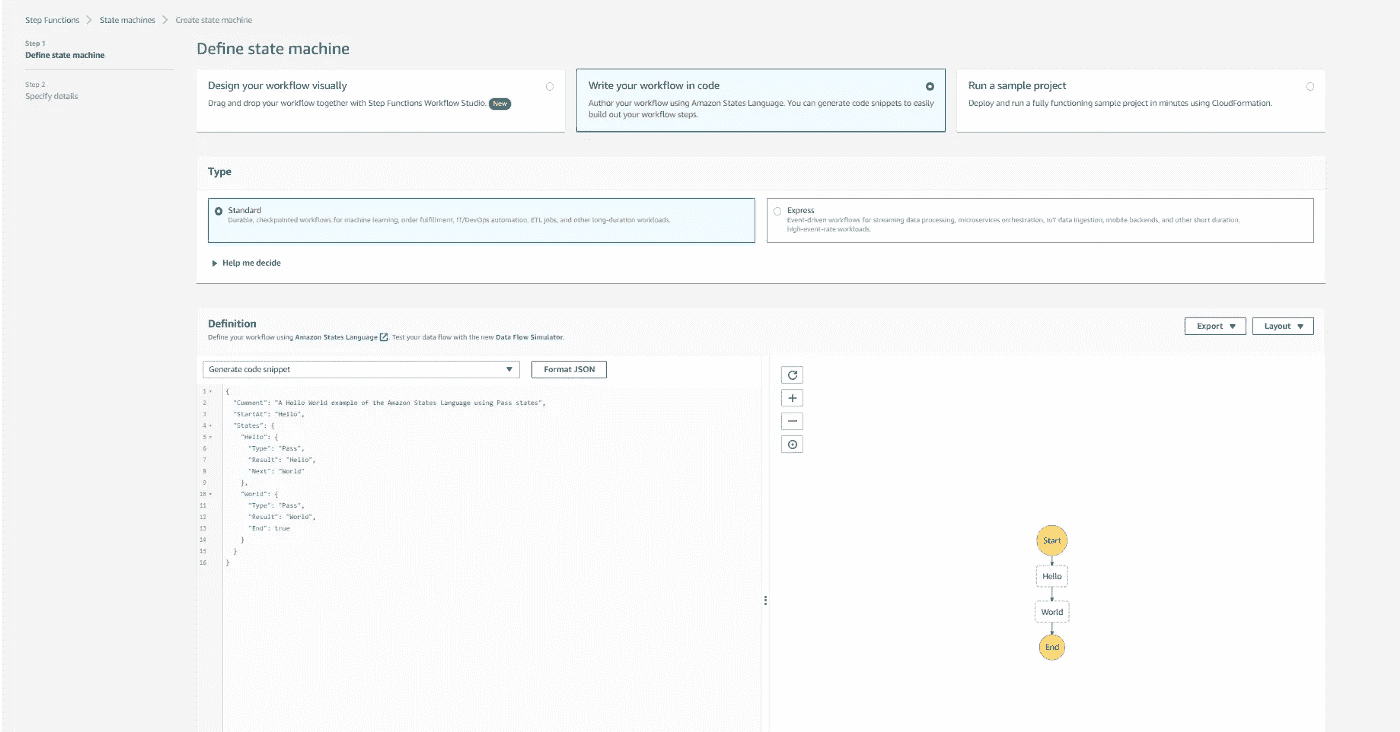 Step Functions > State machines > Create state machine
Step 1
Define state machine
Step 2
Specify details
Define state machine
Design your workflow visually
Drag and drop your workflow together with Step Functions Workflow Studio. New
Write your workflow in code
Author your workflow using Amazon States Language. You can generate code snippets to easily
build out your workflow steps.
Run a sample project
Deploy and run a fully functioning sample project in minutes using CloudFormation.
Type
Standard
Durable, checkpointed workflows for machine learning, order fulfillment, IT/DevOps automation, ETL jobs, and other long-duration workloads.
Express
Event-driven workflows for streaming data processing, microservices orchestration, IoT data ingestion, mobile backends, and other short duration,
high-event-rate workloads.
Help me decide
Definition
Define your workflow using Amazon States Language. Test your data flow with the new Data Flow Simulator.
Export
Layout
Generate code snippet
Format JSON
1 {
2 "Comment": "A Hello World example of the Amazon States Language using Pass states",
3 "StartAt": "Hello",
4 "States": {
5 "Hello": {
6 "Type": "Pass",
7 "Result": "Hello",
8 "Next": "World"
9 },
10 "World": {
11 "Type": "Pass",
12 "Result": "World",
13 "End": true
14 }
15 }
16 }
Start
Hello
World
End